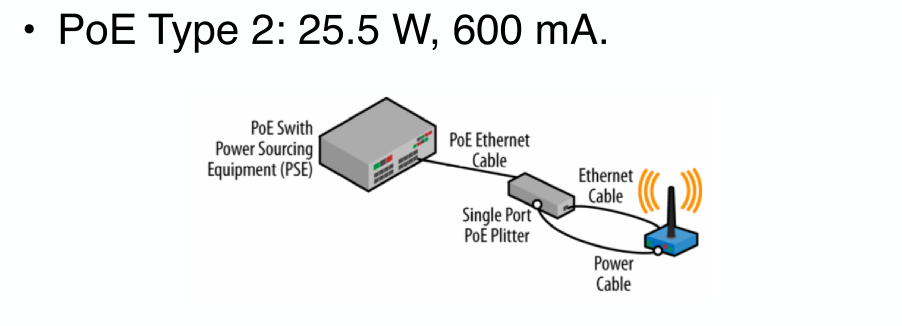 • PoE Type 2: 25.5 W, 600 mA.
PoE Swith
Power Sourcing
Equipment (PSE)
PoE Ethernet
Cable
Ethernet
Cable
Single Port
PoE Plitter
Power
Cable